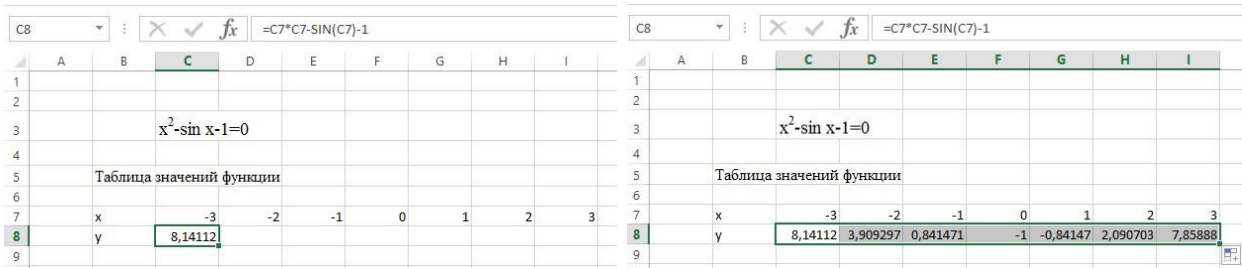 C8 fx =C7*C7-SIN(C7)-1
A B C D E F G H I
1
2
3 x²-sin x-1=0
4
5 Таблица значений функции
6
7 x -3 -2 -1 0 1 2 3
8 y 8,14112
9
C8 fx =C7*C7-SIN(C7)-1
A B C D E F G H I
1
2
3 x²-sin x-1=0
4
5 Таблица значений функции
6
7 x -3 -2 -1 0 1 2 3
8 y 8,14112 3,909297 0,841471 -1 -0,84147 2,090703 7,85888
9